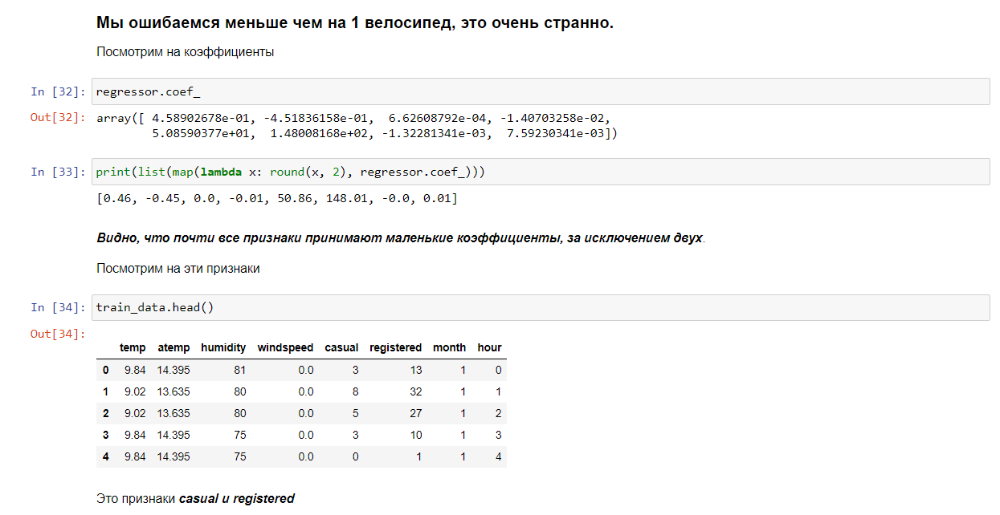 Мы ошибаемся меньше чем на 1 велосипед, это очень странно.
Посмотрим на коэффициенты
In [32]: regressor.coef_
Out[32]: array([ 4.58902678e-01, -4.51836158e-01,  6.62608792e-04, -1.40703258e-02,
5.08590377e+01,  1.48008168e+02, -1.32281341e-03,  7.59230341e-03])
In [33]: print(list(map(lambda x: round(x, 2), regressor.coef_)))
[0.46, -0.45, 0.0, -0.01, 50.86, 148.01, -0.0, 0.01]
Видно, что почти все признаки принимают маленькие коэффициенты, за исключением двух.
Посмотрим на эти признаки
In [34]: train_data.head()
Out[34]:
temp atemp humidity windspeed casual registered month hour
0 9.84 14.395 81 0.0 3 13 1 0
1 9.02 13.635 80 0.0 8 32 1 1
2 9.02 13.635 80 0.0 5 27 1 2
3 9.84 14.395 75 0.0 3 10 1 3
4 9.84 14.395 75 0.0 0 1 1 4
Это признаки casual и registered